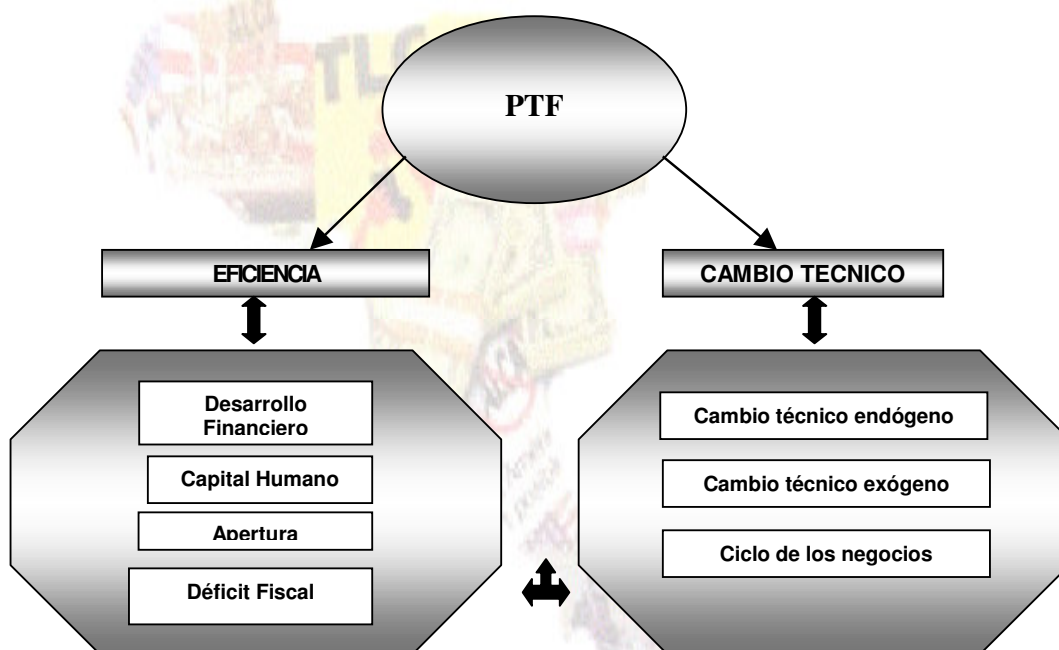 TLC
PTF
EFICIENCIA
CAMBIO TECNICO
Desarrollo
Financiero
Capital Humano
Apertura
Déficit Fiscal
Cambio técnico endógeno
Cambio técnico exógeno
Ciclo de los negocios